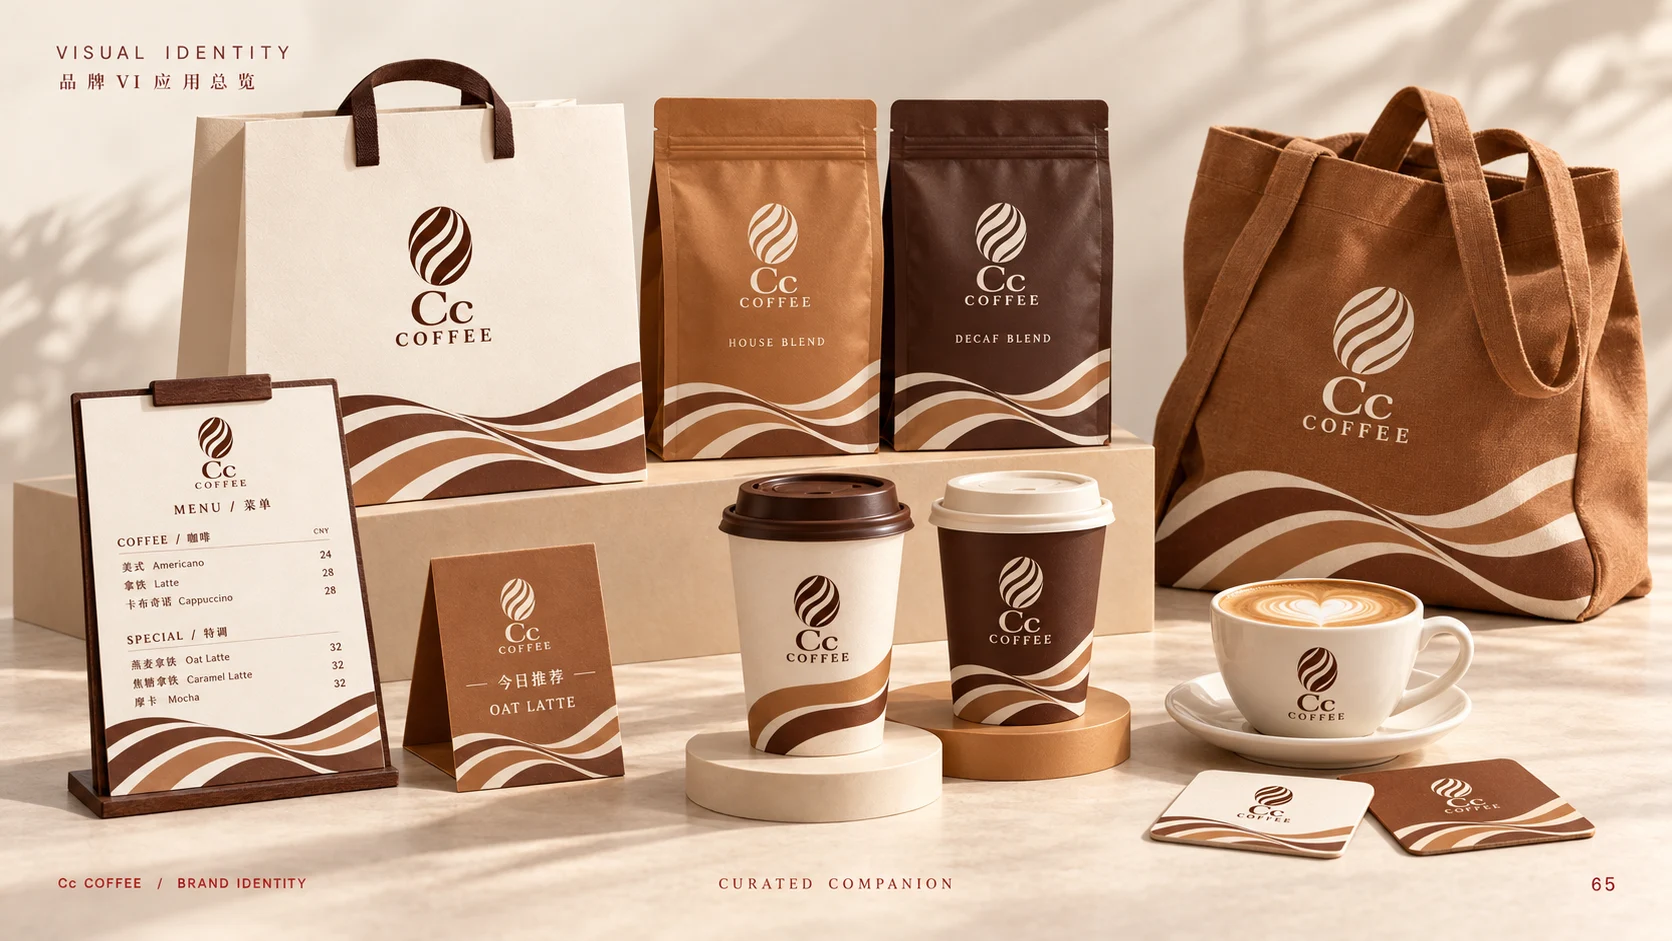 VISUAL IDENTITY
品牌 VI 应用总览
Cc
COFFEE
Cc
COFFEE
HOUSE BLEND
Cc
COFFEE
DECAF BLEND
Cc
COFFEE
Cc
COFFEE
MENU / 菜单
COFFEE / 咖啡 CNY
美式 Americano 24
拿铁 Latte 28
卡布奇诺 Cappuccino 28
SPECIAL / 特调
燕麦拿铁 Oat Latte 32
焦糖拿铁 Caramel Latte 32
摩卡 Mocha 32
Cc
COFFEE
今日推荐
OAT LATTE
Cc
COFFEE
Cc
COFFEE
Cc
COFFEE
Cc
COFFEE
Cc
COFFEE
Cc COFFEE / BRAND IDENTITY
CURATED COMPANION
65